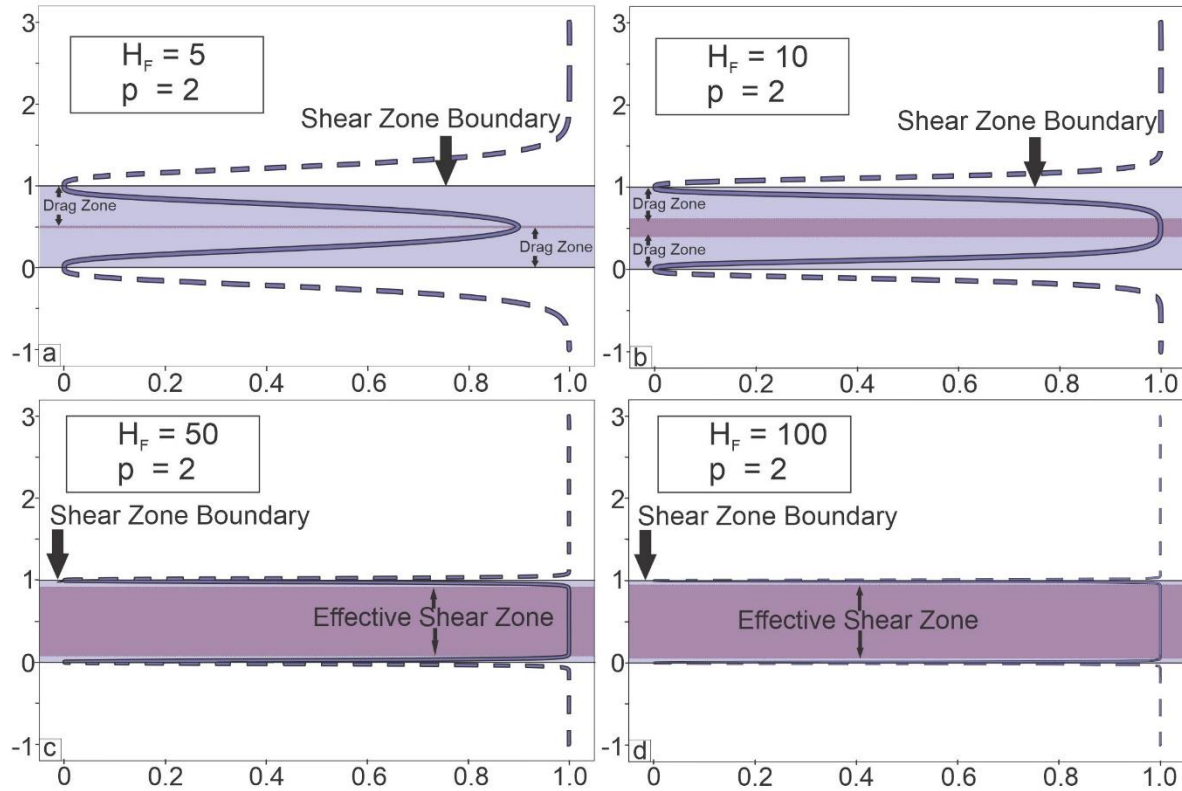 3
H_F = 5
p = 2
2
Shear Zone Boundary
1
Drag Zone
Drag Zone
0
-1
a
0 0.2 0.4 0.6 0.8 1.0
3
H_F = 10
p = 2
2
Shear Zone Boundary
1
Drag Zone
Drag Zone
0
-1
b
0 0.2 0.4 0.6 0.8 1.0
3
H_F = 50
p = 2
2
Shear Zone Boundary
1
Effective Shear Zone
0
-1
c
0 0.2 0.4 0.6 0.8 1.0
3
H_F = 100
p = 2
2
Shear Zone Boundary
1
Effective Shear Zone
0
-1
d
0 0.2 0.4 0.6 0.8 1.0